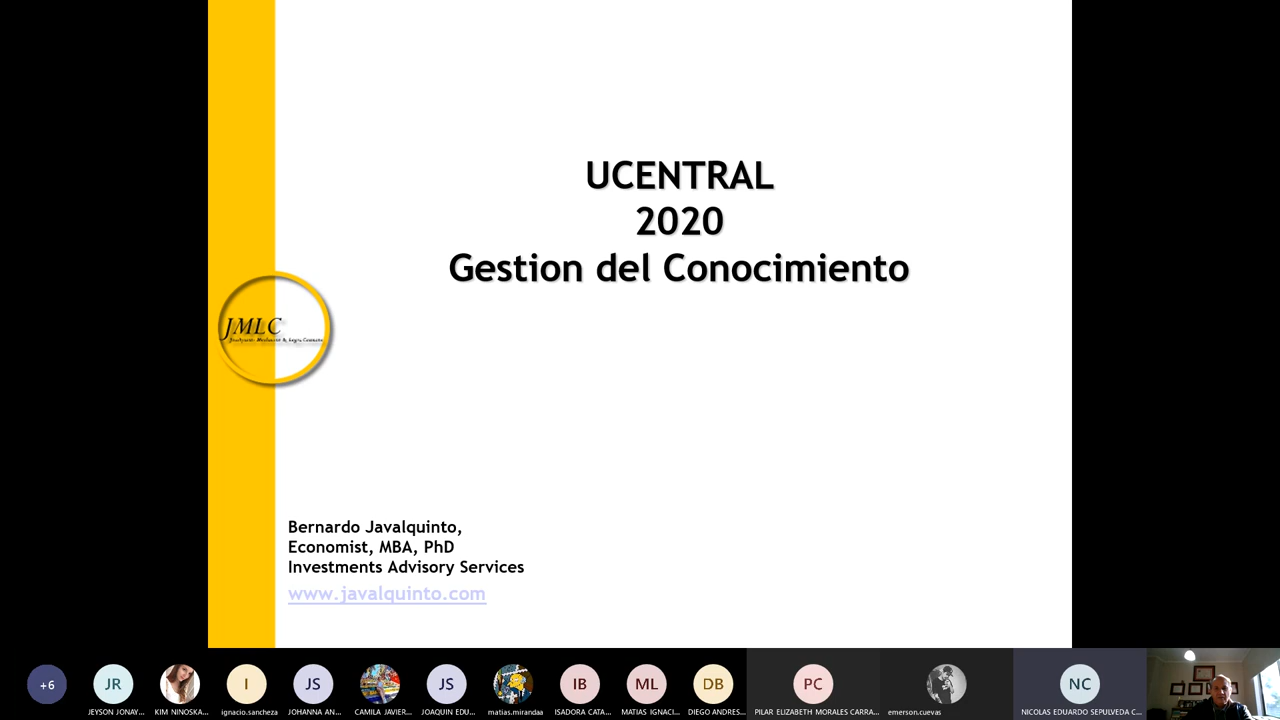 UCENTRAL
2020
Gestion del Conocimiento
JMLC
Bernardo Javalquinto,
Economist, MBA, PhD
Investments Advisory Services
www.javalquinto.com
+6
JR
I
JS
JS
IB
ML
DB
PC
NC
JEYSON JONAY...
KIM NINOSKA...
ignacio.sancheza
JOHANNA AN...
CAMILA JAVIER...
JOAQUIN EDU...
matias.mirandaa
ISADORA CATA...
MATIAS IGNACI...
DIEGO ANDRES...
PILAR ELIZABETH MORALES CARRA...
emerson.cuevas
NICOLAS EDUARDO SEPULVEDA C...